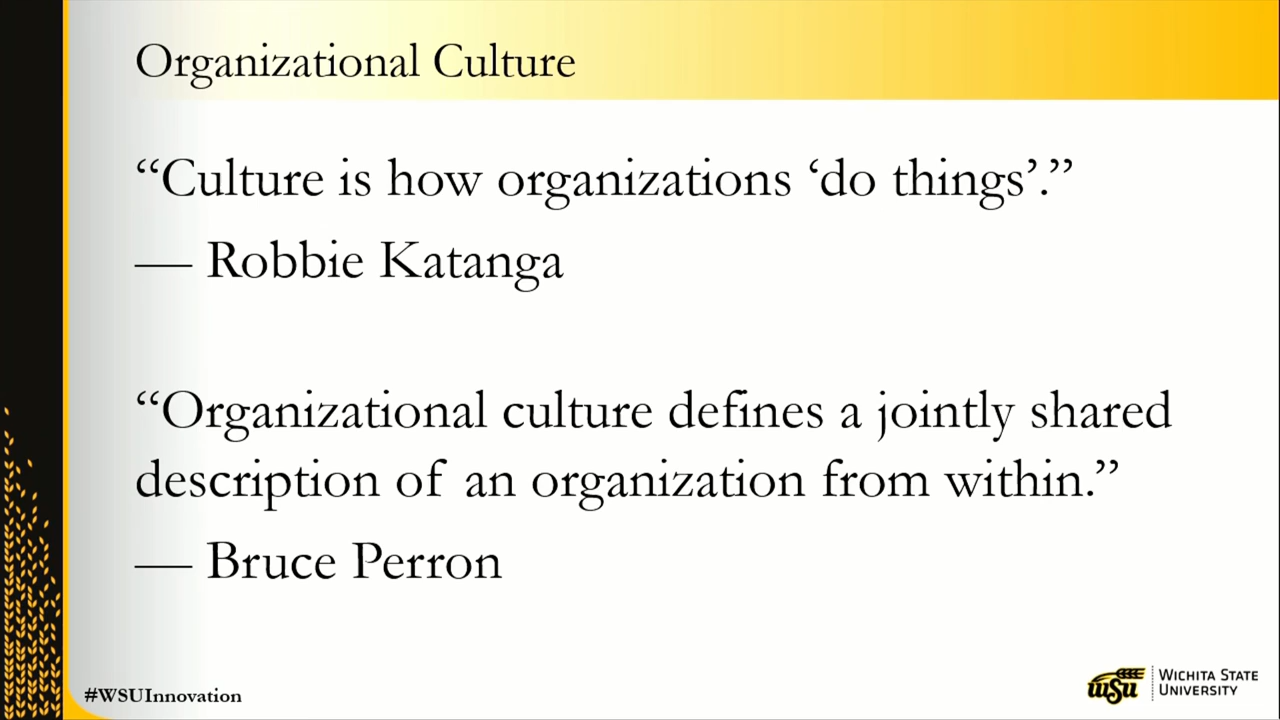 Organizational Culture
“Culture is how organizations ‘do things’.”
— Robbie Katanga
“Organizational culture defines a jointly shared
description of an organization from within.”
— Bruce Perron
#WSUInnovation
wsu
WICHITA STATE
UNIVERSITY